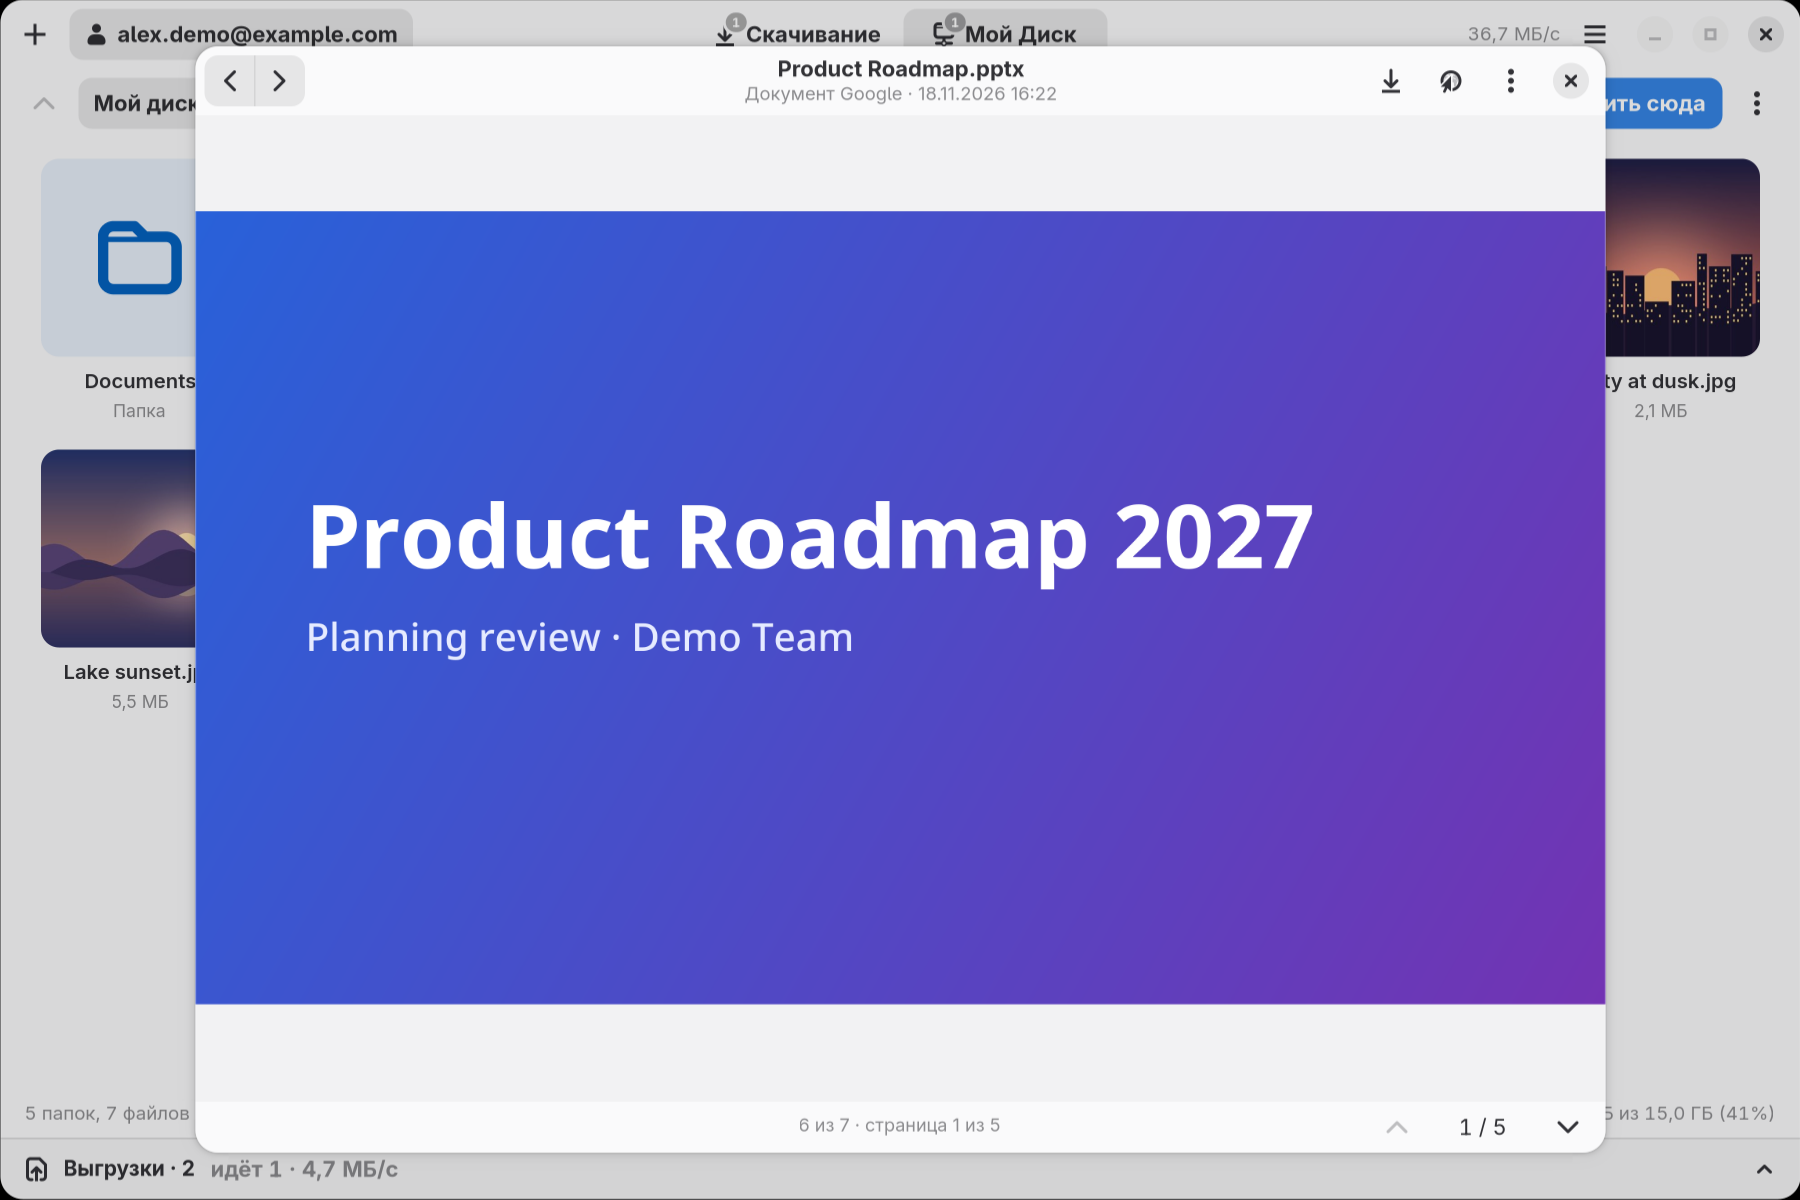 alex.demo@example.com
1
Скачивание
1
Мой Диск
36,7 МБ/с
Product Roadmap.pptx
Документ Google · 18.11.2026 16:22
Мой диск
ить сюда
Product Roadmap 2027
Planning review · Demo Team
Documents
Папка
ty at dusk.jpg
2,1 МБ
Lake sunset.j
5,5 МБ
5 папок, 7 файлов
5 из 15,0 ГБ (41%)
6 из 7 · страница 1 из 5
1 / 5
Выгрузки · 2
идёт 1 · 4,7 МБ/с